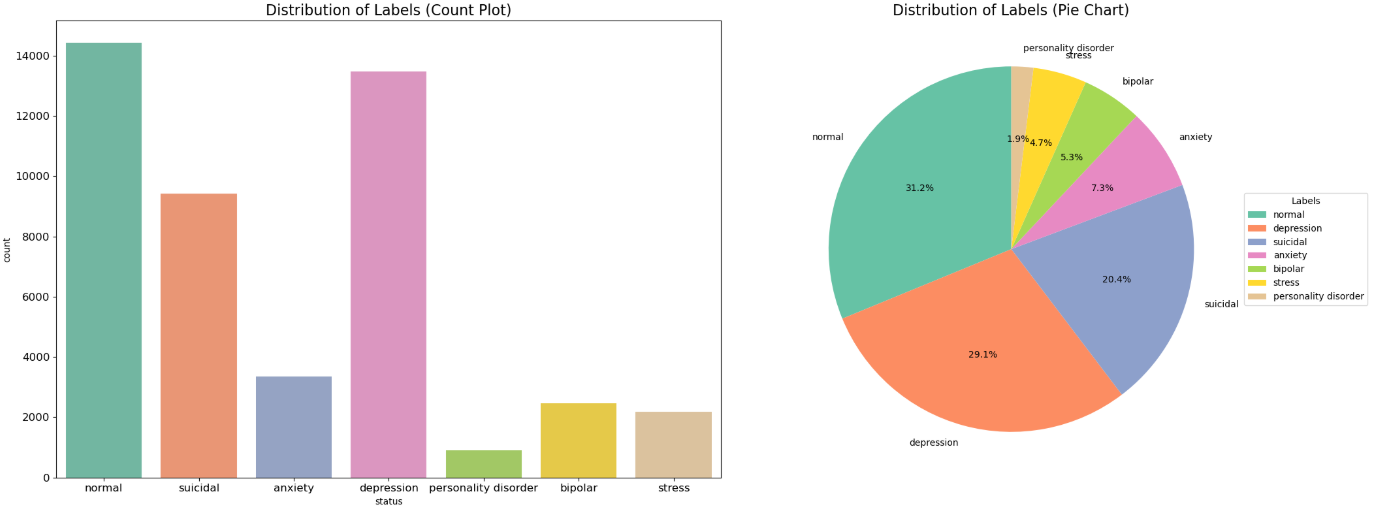 Distribution of Labels (Count Plot)
14000
12000
10000
8000
6000
4000
2000
0
count
normal
suicidal
anxiety
depression
personality disorder
bipolar
stress
status
Distribution of Labels (Pie Chart)
personality disorder
stress
bipolar
anxiety
normal
suicidal
depression
1.9%
4.7%
5.3%
7.3%
31.2%
20.4%
29.1%
Labels
normal
depression
suicidal
anxiety
bipolar
stress
personality disorder